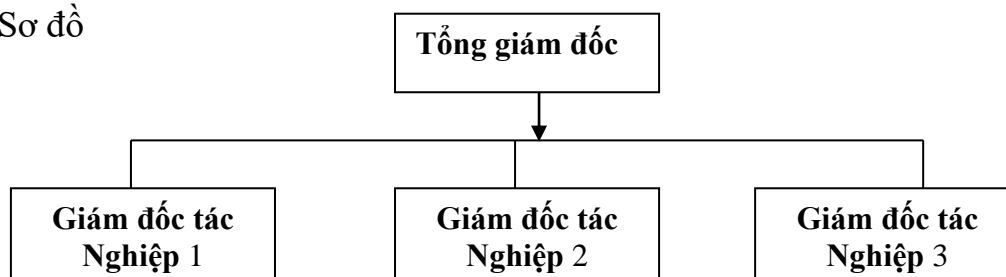 Sơ đồ
Tổng giám đốc
Giám đốc tác
Nghiệp 1
Giám đốc tác
Nghiệp 2
Giám đốc tác
Nghiệp 3